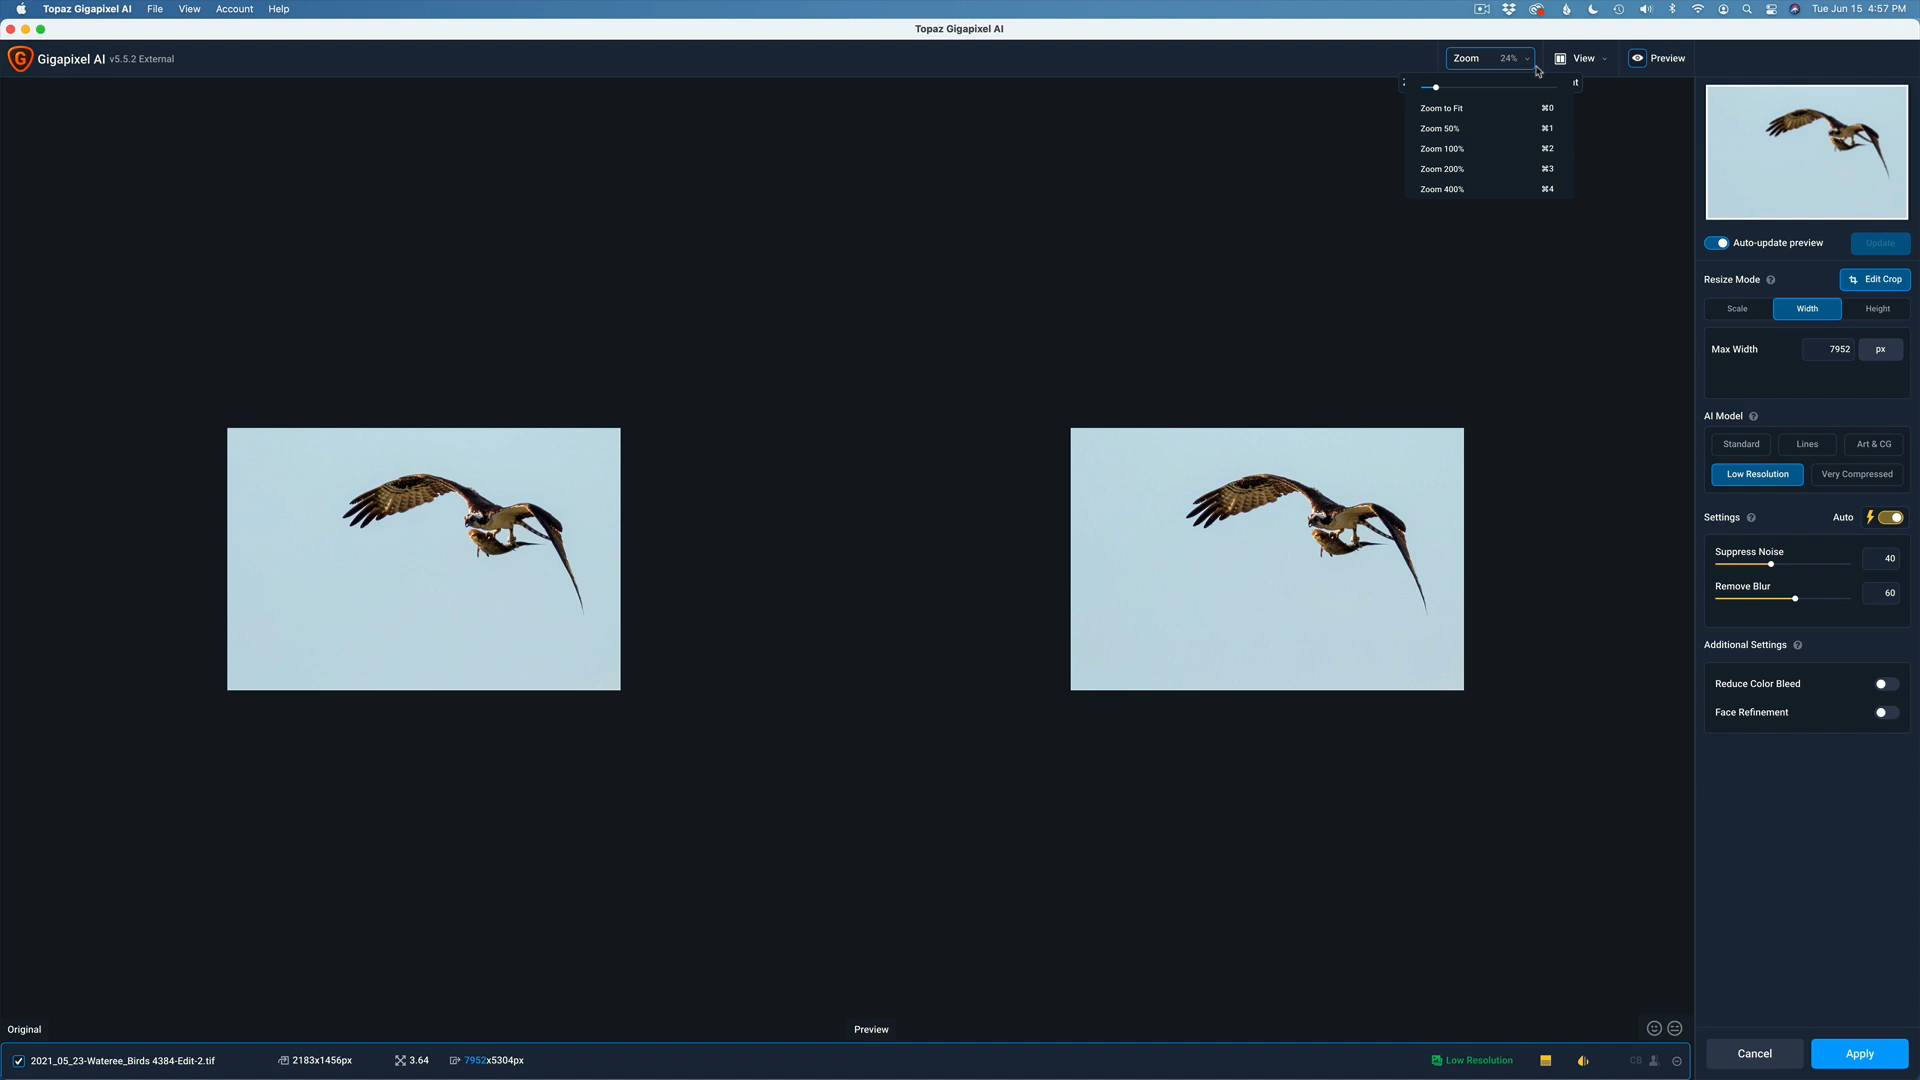 Topaz Gigapixel AI File View Account Help
Tue Jun 15 4:57 PM
Topaz Gigapixel AI
G Gigapixel AI v5.5.2 External
Zoom 24%
View
Preview
Zoom to Fit ⌘0
Zoom 50% ⌘1
Zoom 100% ⌘2
Zoom 200% ⌘3
Zoom 400% ⌘4
Auto-update preview
Update
Resize Mode
Edit Crop
Scale Width Height
Max Width 7952 px
AI Model
Standard Lines Art & CG
Low Resolution Very Compressed
Settings Auto
Suppress Noise 40
Remove Blur 60
Additional Settings
Reduce Color Bleed
Face Refinement
Original
Preview
2021_05_23-Wateree_Birds 4384-Edit-2.tif 2183x1456px 3.64 7952x5304px
Low Resolution
CB
Cancel
Apply